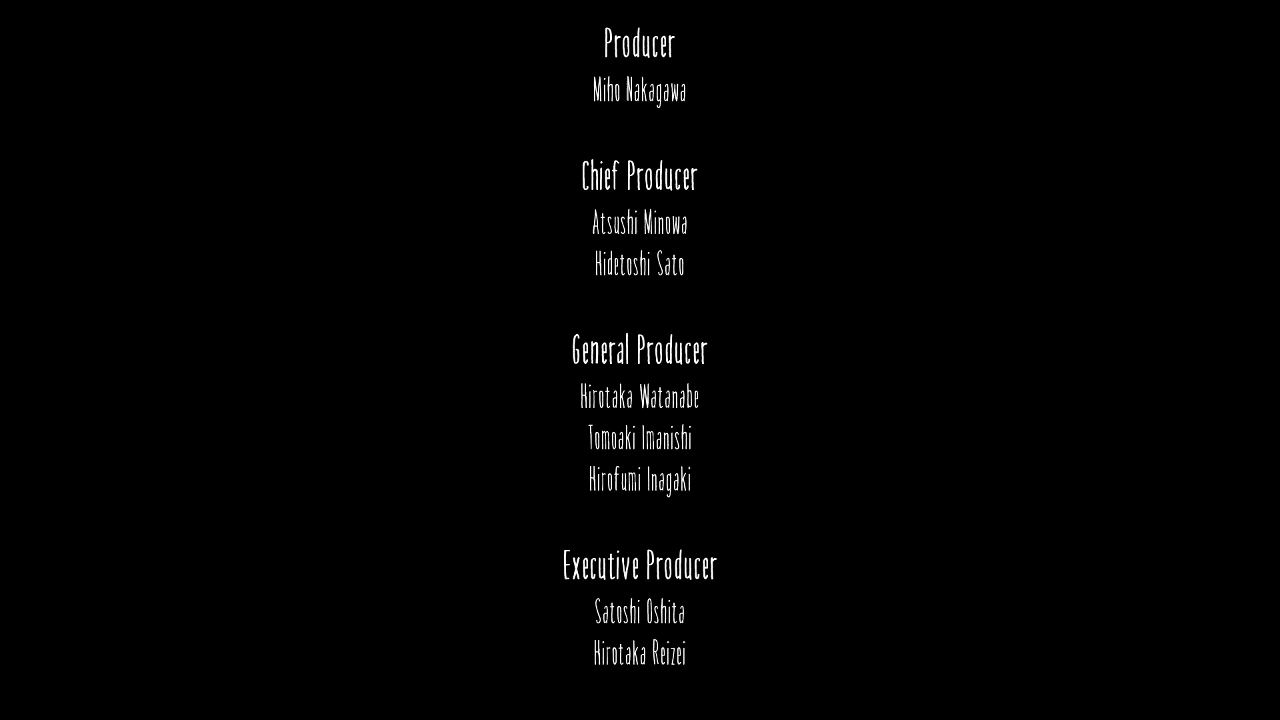 Producer
Miho Nakagawa
Chief Producer
Atsushi Minowa
Hidetoshi Sato
General Producer
Hirotaka Watanabe
Tomoaki Imanishi
Hirofumi Inagaki
Executive Producer
Satoshi Oshita
Hirotaka Reizei